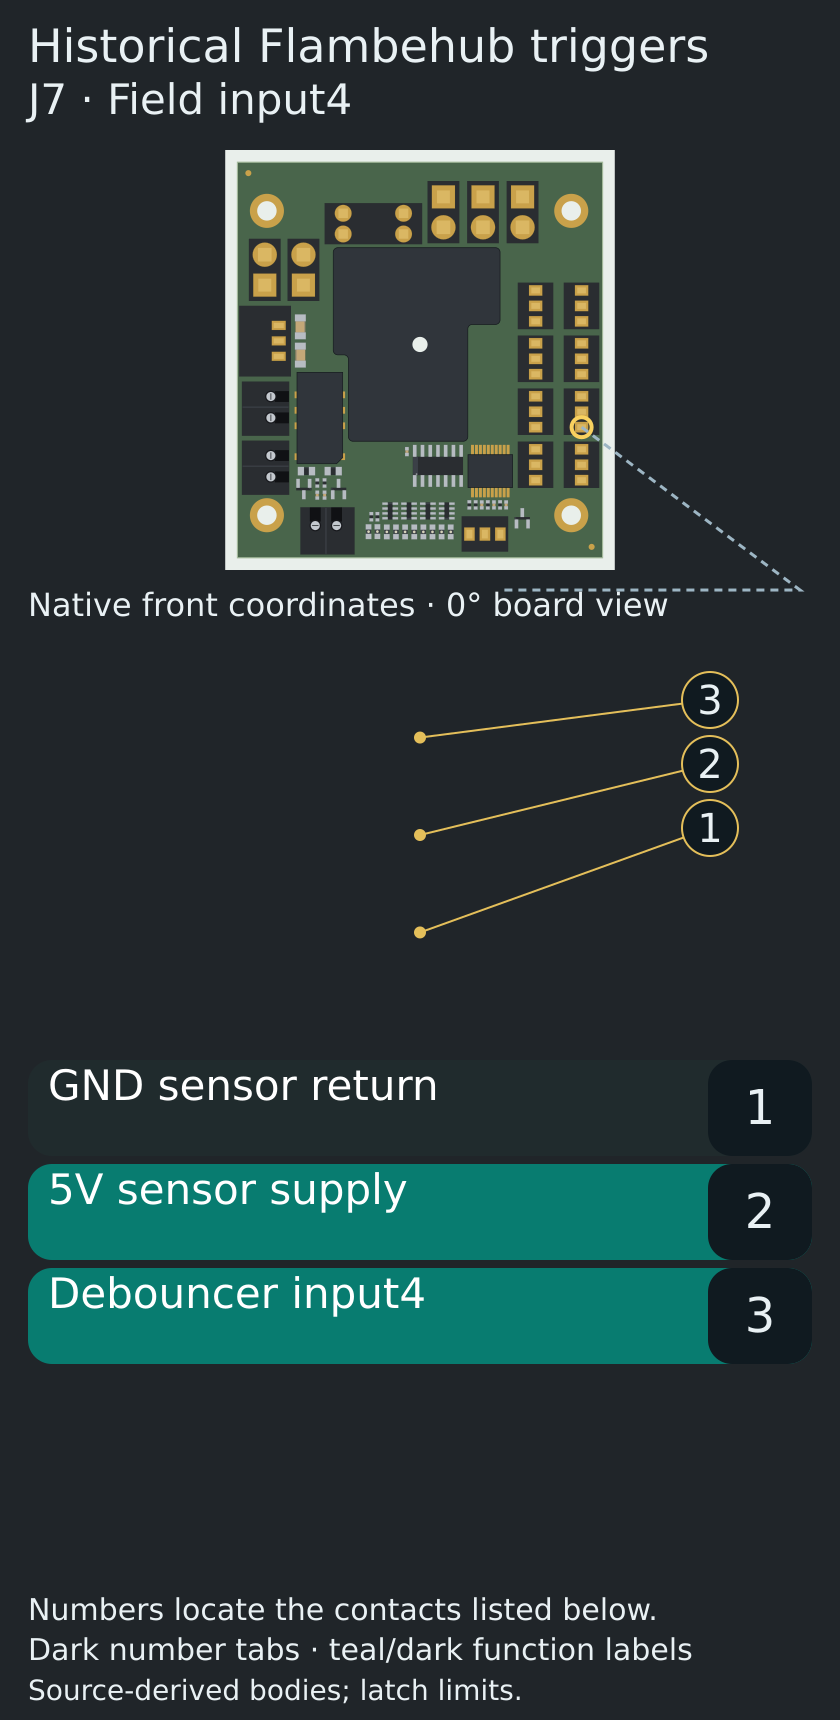 Historical Flambehub triggers
J7 · Field input4
Native front coordinates · 0° board view
3
2
1
GND sensor return 1
5V sensor supply 2
Debouncer input4 3
Numbers locate the contacts listed below.
Dark number tabs · teal/dark function labels
Source-derived bodies; latch limits.